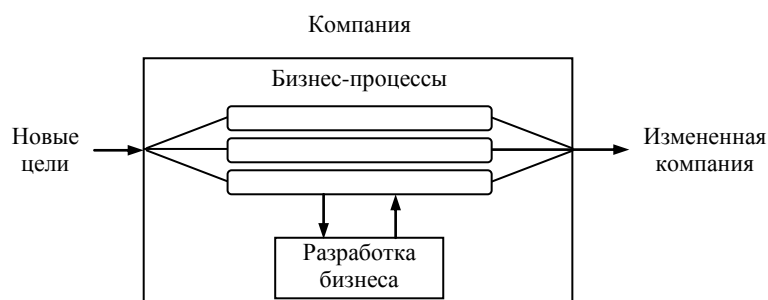 Компания
Бизнес-процессы
Новые
цели
Измененная
компания
Разработка
бизнеса